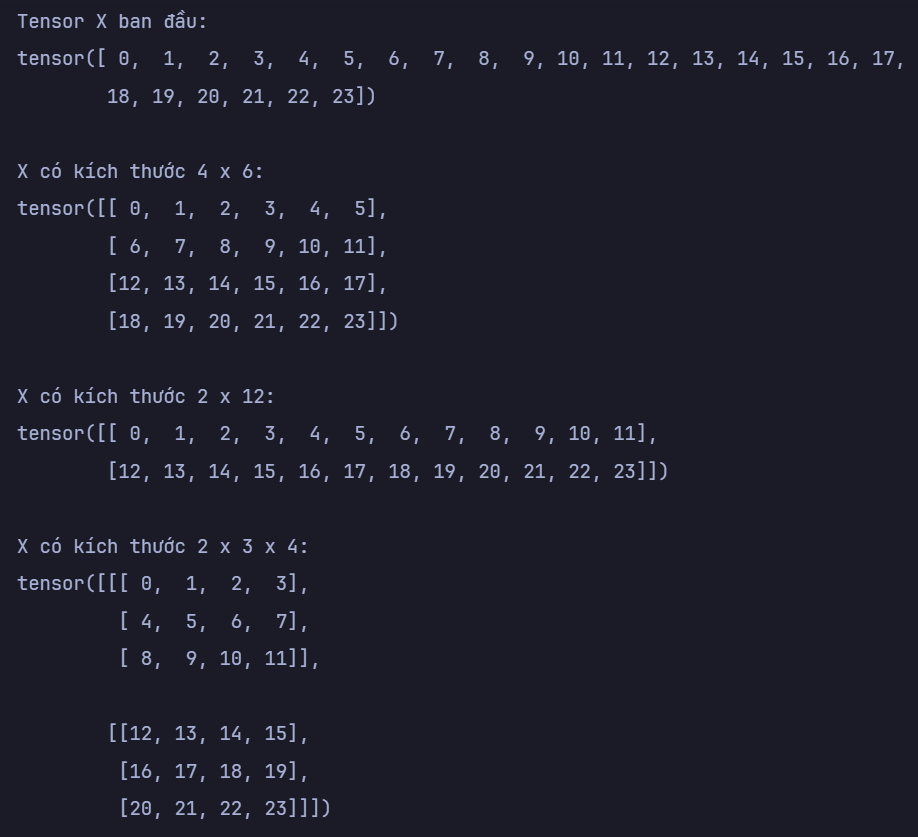 Tensor X ban đầu:
tensor([ 0,  1,  2,  3,  4,  5,  6,  7,  8,  9, 10, 11, 12, 13, 14, 15, 16, 17,
        18, 19, 20, 21, 22, 23])

X có kích thước 4 x 6:
tensor([[ 0,  1,  2,  3,  4,  5],
        [ 6,  7,  8,  9, 10, 11],
        [12, 13, 14, 15, 16, 17],
        [18, 19, 20, 21, 22, 23]])

X có kích thước 2 x 12:
tensor([[ 0,  1,  2,  3,  4,  5,  6,  7,  8,  9, 10, 11],
        [12, 13, 14, 15, 16, 17, 18, 19, 20, 21, 22, 23]])

X có kích thước 2 x 3 x 4:
tensor([[[ 0,  1,  2,  3],
         [ 4,  5,  6,  7],
         [ 8,  9, 10, 11]],

        [[12, 13, 14, 15],
         [16, 17, 18, 19],
         [20, 21, 22, 23]]])